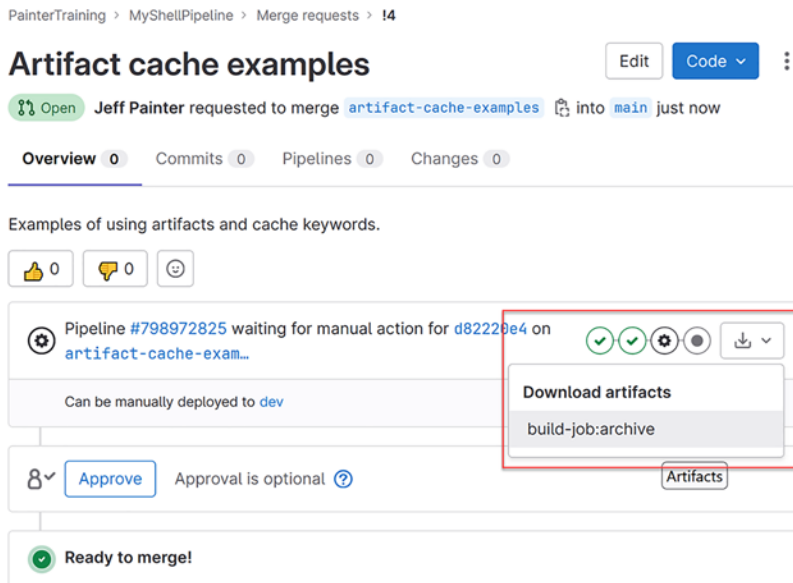 PainterTraining > MyShellPipeline > Merge requests > !4
Artifact cache examples
Edit
Code
Open Jeff Painter requested to merge artifact-cache-examples into main just now
Overview 0 Commits 0 Pipelines 0 Changes 0
Examples of using artifacts and cache keywords.
0 0
Pipeline #798972825 waiting for manual action for d82220e4 on
artifact-cache-exam…
Download artifacts
build-job:archive
Can be manually deployed to dev
Approve Approval is optional ?
Artifacts
Ready to merge!